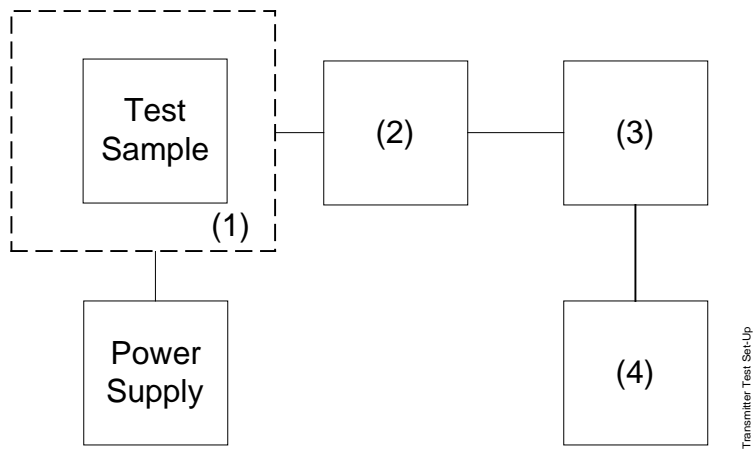 Test
Sample
(1)
(2)
(3)
Power
Supply
(4)
Transmitter Test Set-Up